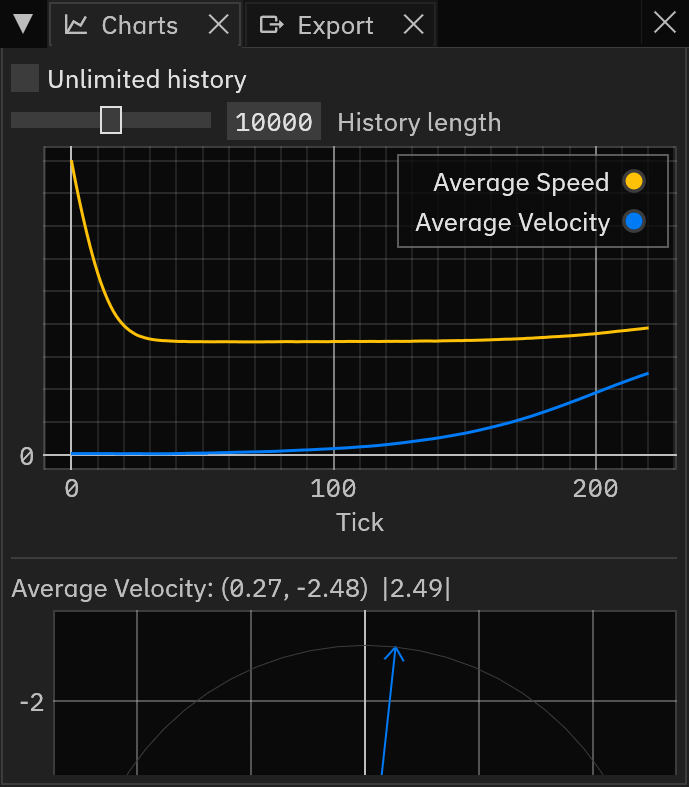 Charts
Export
Unlimited history
10000 History length
Average Speed
Average Velocity
0
0 100 200
Tick
Average Velocity: (0.27, -2.48) |2.49|
-2